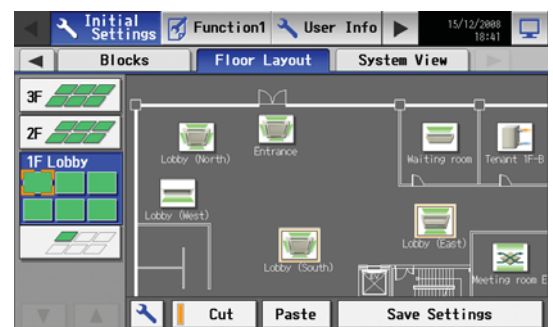 Initial
Settings
Function1
User Info
15/12/2008
18:41
Blocks
Floor Layout
System View
3F
2F
1F Lobby
Lobby (North)
Entrance
Waiting room
Tenant 1F-B
Lobby (West)
Lobby (South)
Lobby (East)
Meeting room E
Cut
Paste
Save Settings